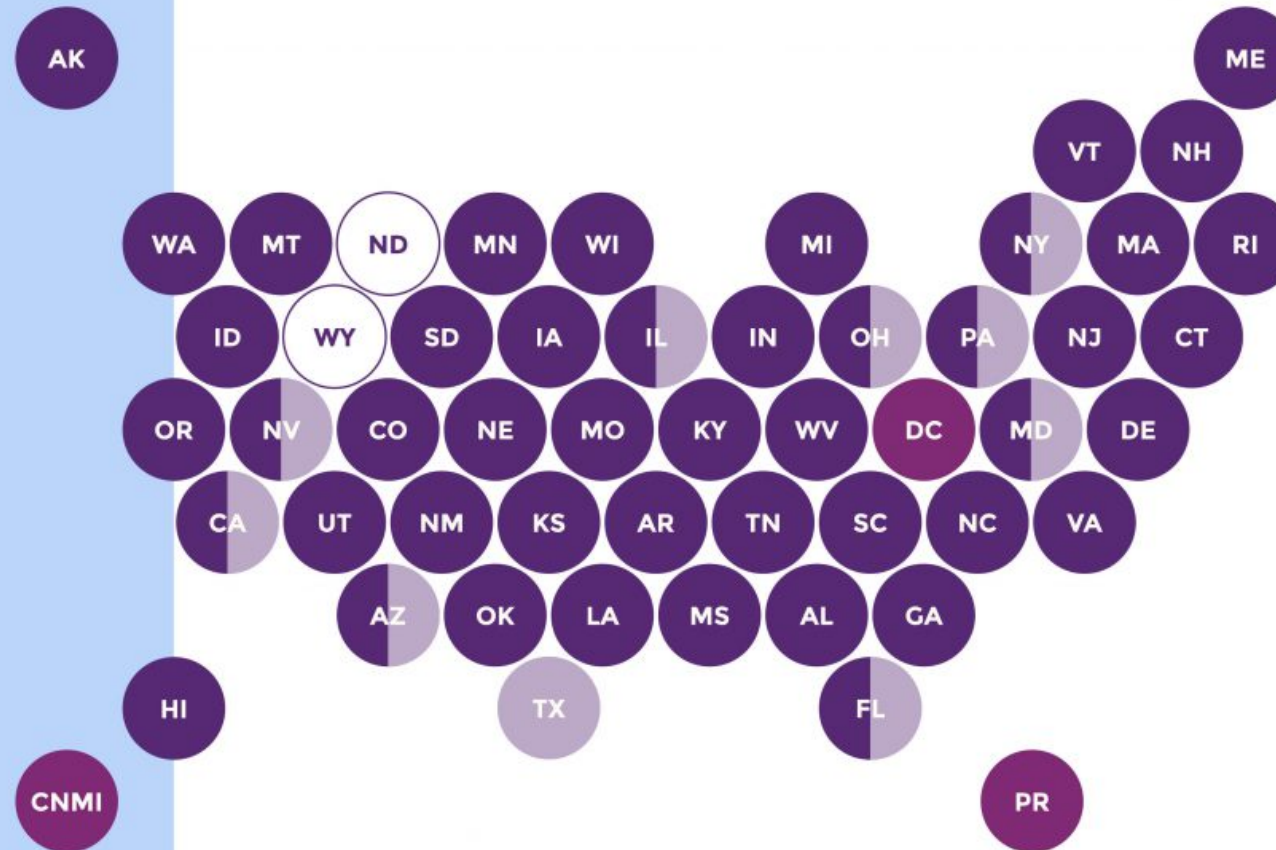 AK ME
VT NH
WA MT ND MN WI MI NY MA RI
ID WY SD IA IL IN OH PA NJ CT
OR NV CO NE MO KY WV DC MD DE
CA UT NM KS AR TN SC NC VA
AZ OK LA MS AL GA
HI TX FL
CNMI PR